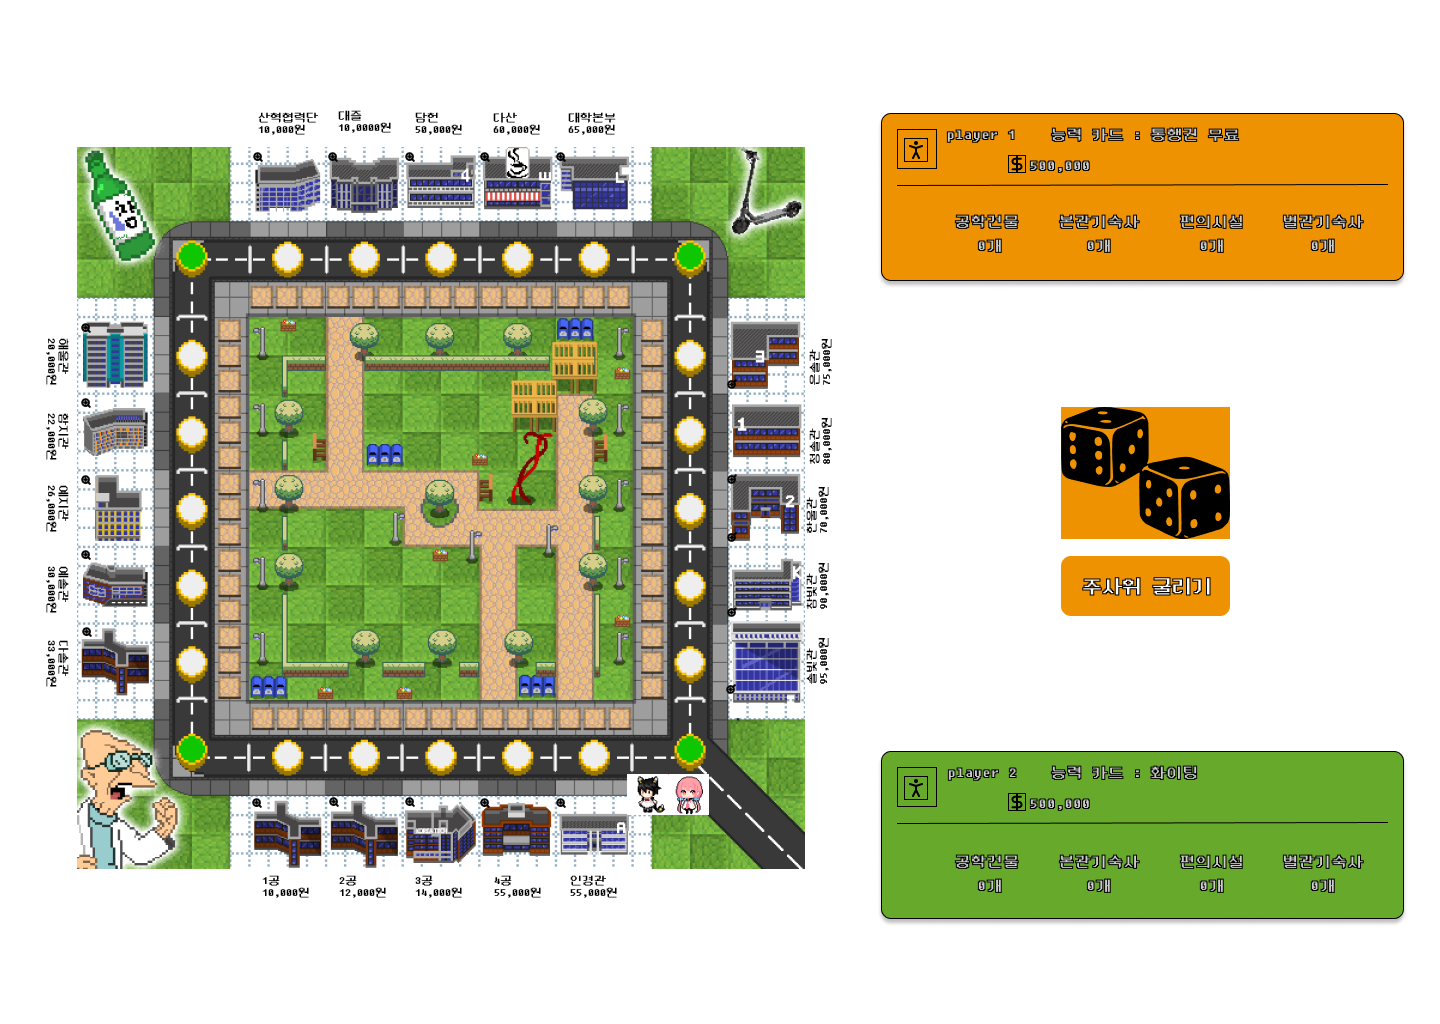 산학협력단
10,000원
대즐
10,0000원
담헌
50,000원
다산
60,000원
대학본부
65,000원
4
해울관
20,000원
함지관
22,000원
예지관
26,000원
예솔관
30,000원
다솔관
33,000원
은솔관
75,000원
1
청솔관
80,000원
2
한울관
70,000원
참빛관
90,000원
솔빛관
95,000원
KOREATECH
A
1공
10,000원
2공
12,000원
3공
14,000원
4공
55,000원
인경관
55,000원
player 1 능력 카드 : 통행권 무료
$ 500,000
공학건물 본관기숙사 편의시설 별관기숙사
0개 0개 0개 0개
주사위 굴리기
player 2 능력 카드 : 화이팅
$ 500,000
공학건물 본관기숙사 편의시설 별관기숙사
0개 0개 0개 0개